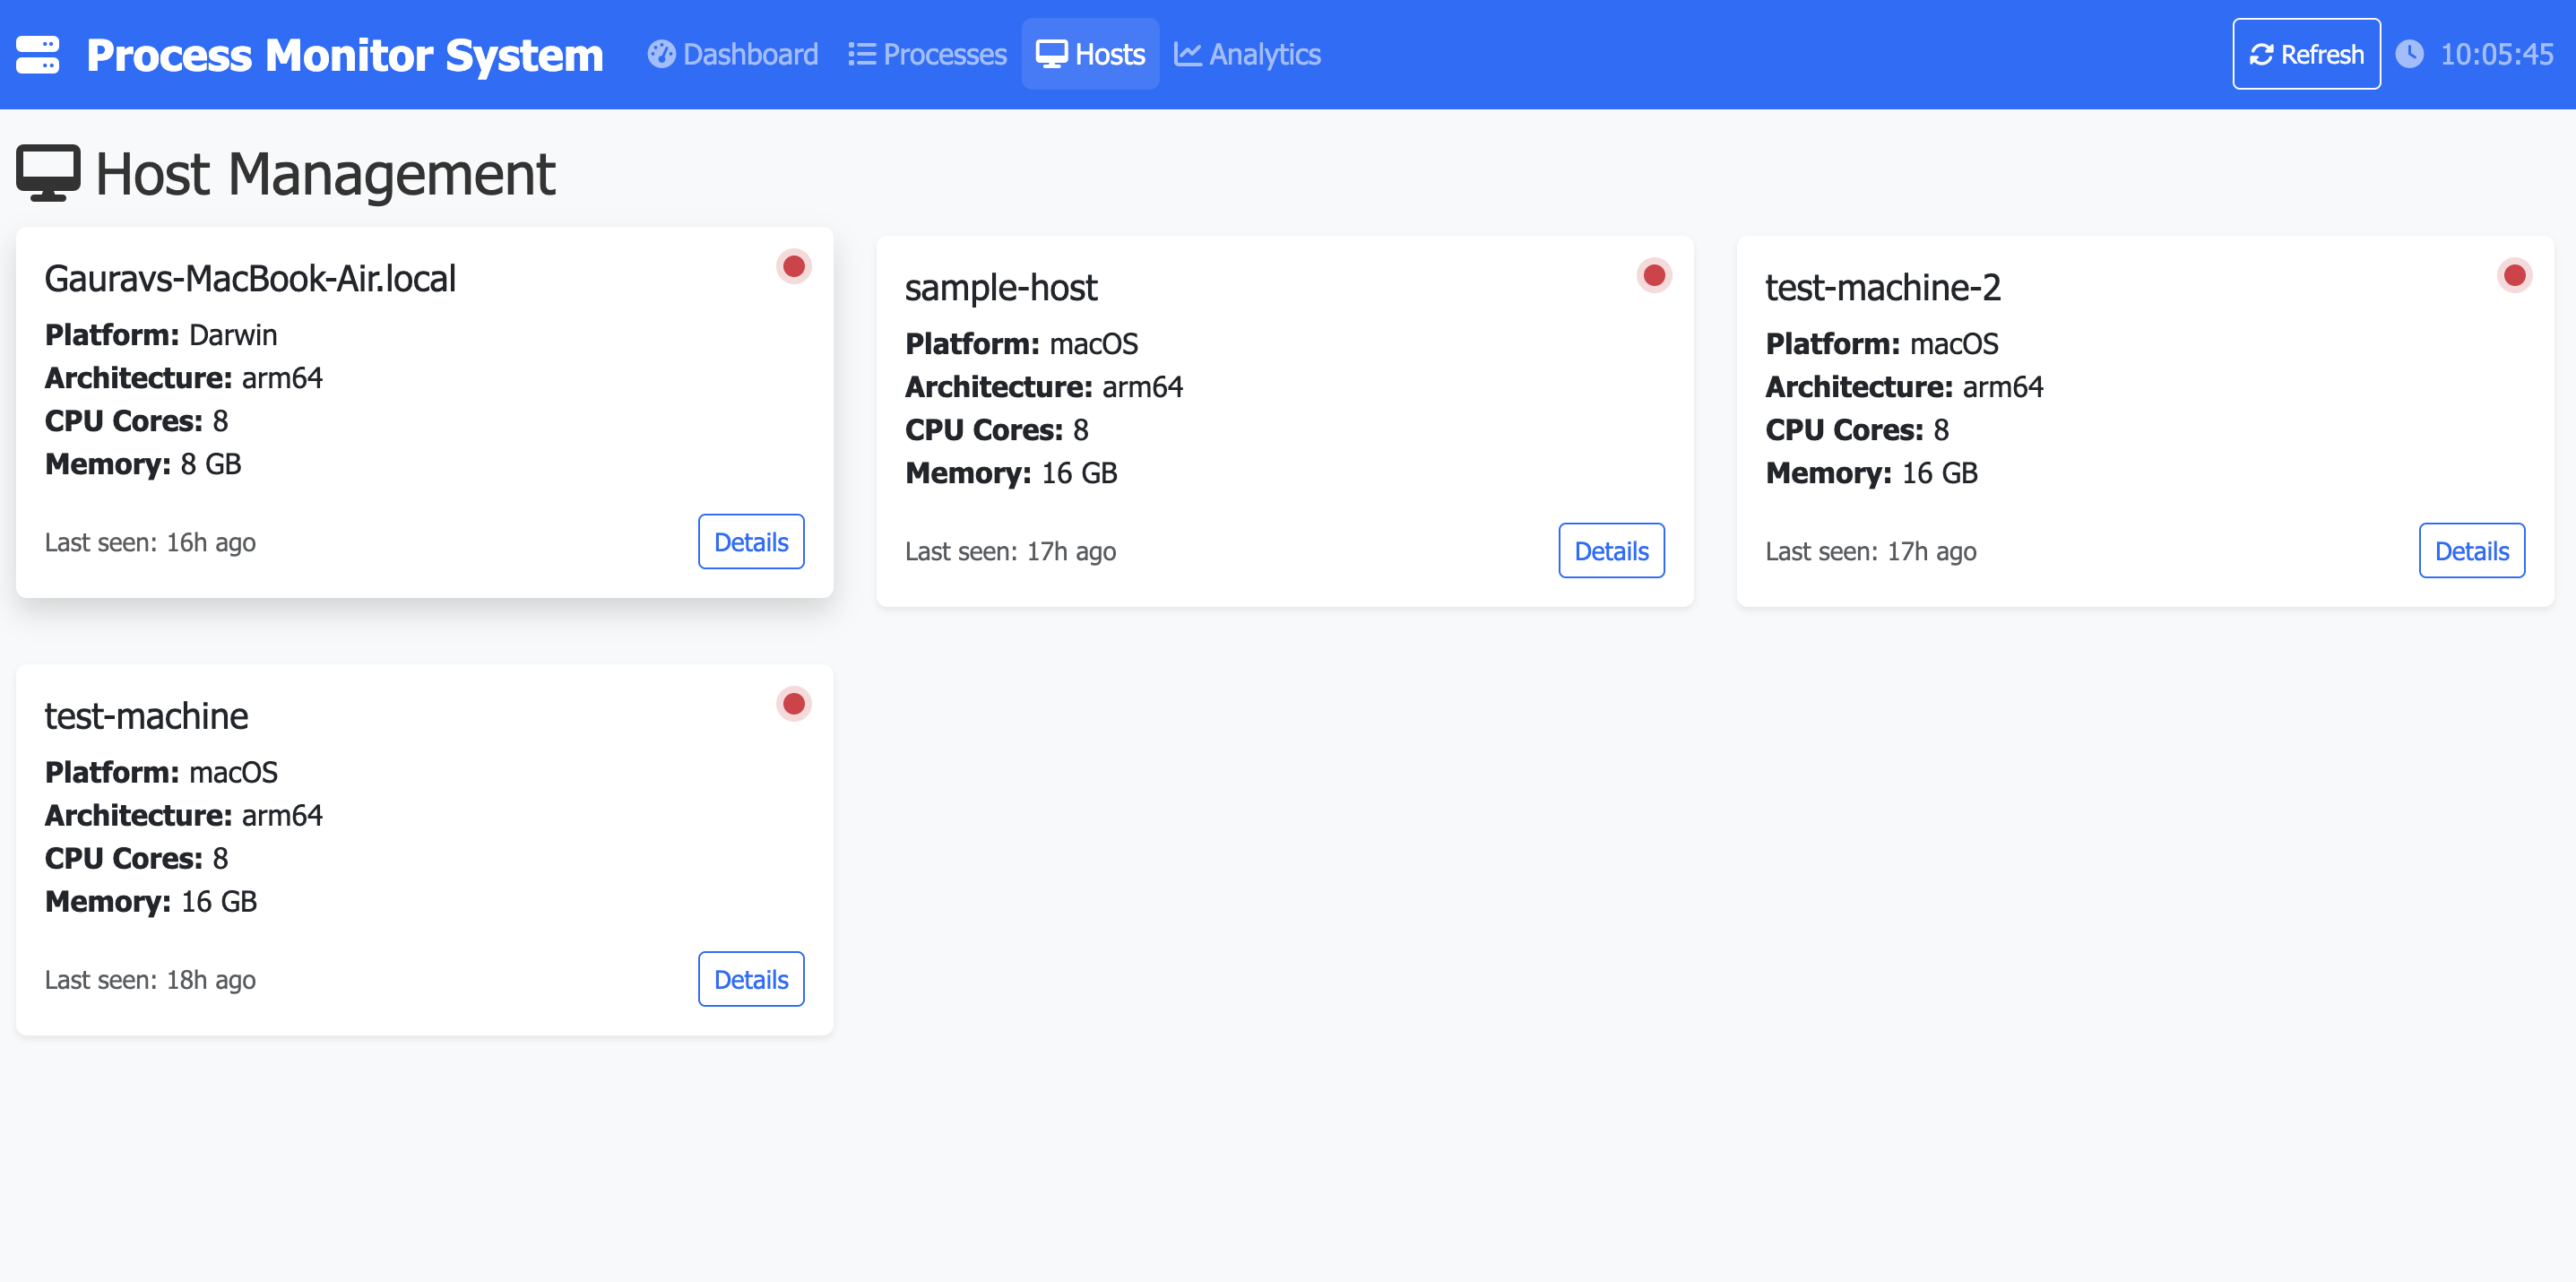 Process Monitor System
Dashboard
Processes
Hosts
Analytics
Refresh
10:05:45
Host Management
Gauravs-MacBook-Air.local
Platform: Darwin
Architecture: arm64
CPU Cores: 8
Memory: 8 GB
Last seen: 16h ago
Details
sample-host
Platform: macOS
Architecture: arm64
CPU Cores: 8
Memory: 16 GB
Last seen: 17h ago
Details
test-machine-2
Platform: macOS
Architecture: arm64
CPU Cores: 8
Memory: 16 GB
Last seen: 17h ago
Details
test-machine
Platform: macOS
Architecture: arm64
CPU Cores: 8
Memory: 16 GB
Last seen: 18h ago
Details